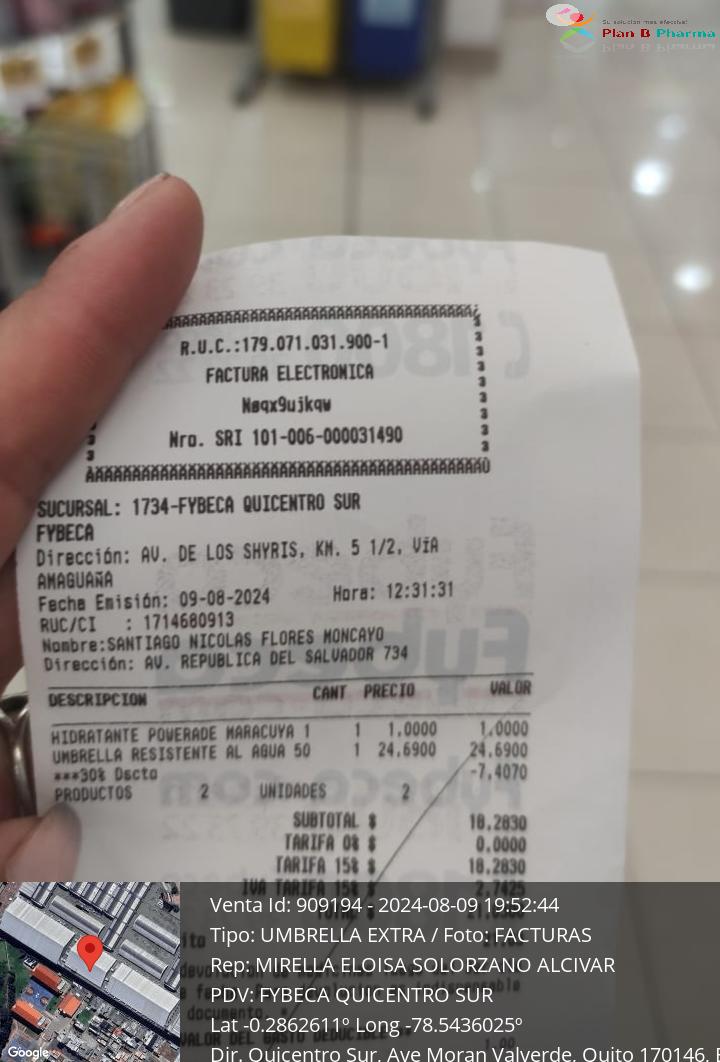 Su solución más efectiva!
Plan B Pharma
R.U.C.:179.071.031.900-1
FACTURA ELECTRONICA
Nøqx9ujkqw
Nro. SRI 101-006-000031490
SUCURSAL: 1734-FYBECA QUICENTRO SUR
FYBECA
Dirección: AV. DE LOS SHYRIS, KM. 5 1/2, VíA
AMAGUAñA
Fecha Emisión: 09-08-2024 Hora: 12:31:31
RUC/CI : 1714680913
Nombre:SANTIAGO NICOLAS FLORES MONCAYO
Dirección: AV. REPUBLICA DEL SALVADOR 734
DESCRIPCION CANT PRECIO VALOR
HIDRATANTE POWERADE MARACUYA 1 1 1.0000 1.0000
UMBRELLA RESISTENTE AL AGUA 50 1 24.6900 24.6900
***30% Dscto -7,4070
PRODUCTOS 2 UNIDADES 2
SUBTOTAL $ 18.2830
TARIFA 0% $ 0.0000
TARIFA 15% $ 18.2830
IVA TARIFA 15% $ 2.7425
Venta Id: 909194 - 2024-08-09 19:52:44
Tipo: UMBRELLA EXTRA / Foto: FACTURAS
Rep: MIRELLA ELOISA SOLORZANO ALCIVAR
PDV: FYBECA QUICENTRO SUR
Lat -0.2862611º Long -78.5436025º
Dir. Quicentro Sur, Ave Moran Valverde, Quito 170146, E
Google